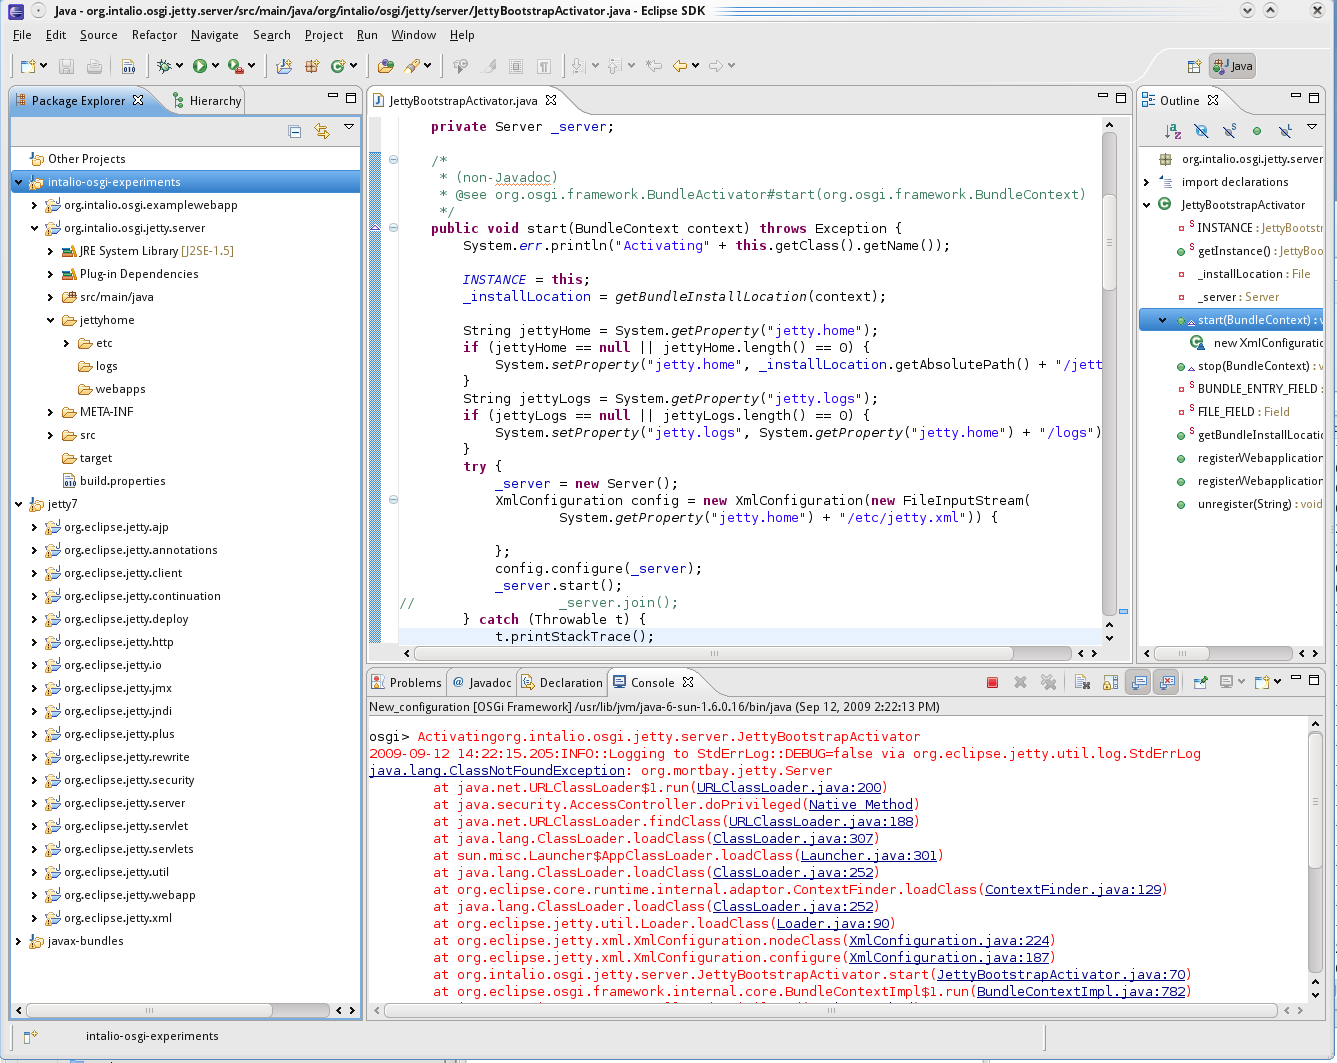 Java - org.intalio.osgi.jetty.server/src/main/java/org/intalio/osgi/jetty/server/JettyBootstrapActivator.java - Eclipse SDK
File Edit Source Refactor Navigate Search Project Run Window Help
Java
Package Explorer
Hierarchy
Other Projects
intalio-osgi-experiments
org.intalio.osgi.examplewebapp
org.intalio.osgi.jetty.server
JRE System Library [J2SE-1.5]
Plug-in Dependencies
src/main/java
jettyhome
etc
logs
webapps
META-INF
src
target
build.properties
jetty7
org.eclipse.jetty.ajp
org.eclipse.jetty.annotations
org.eclipse.jetty.client
org.eclipse.jetty.continuation
org.eclipse.jetty.deploy
org.eclipse.jetty.http
org.eclipse.jetty.io
org.eclipse.jetty.jmx
org.eclipse.jetty.jndi
org.eclipse.jetty.plus
org.eclipse.jetty.rewrite
org.eclipse.jetty.security
org.eclipse.jetty.server
org.eclipse.jetty.servlet
org.eclipse.jetty.servlets
org.eclipse.jetty.util
org.eclipse.jetty.webapp
org.eclipse.jetty.xml
javax-bundles
JettyBootstrapActivator.java
private Server _server;
/*
* (non-Javadoc)
* @see org.osgi.framework.BundleActivator#start(org.osgi.framework.BundleContext)
*/
public void start(BundleContext context) throws Exception {
System.err.println("Activating" + this.getClass().getName());
INSTANCE = this;
_installLocation = getBundleInstallLocation(context);
String jettyHome = System.getProperty("jetty.home");
if (jettyHome == null || jettyHome.length() == 0) {
System.setProperty("jetty.home", _installLocation.getAbsolutePath() + "/jett
}
String jettyLogs = System.getProperty("jetty.logs");
if (jettyLogs == null || jettyLogs.length() == 0) {
System.setProperty("jetty.logs", System.getProperty("jetty.home") + "/logs")
}
try {
_server = new Server();
XmlConfiguration config = new XmlConfiguration(new FileInputStream(
System.getProperty("jetty.home") + "/etc/jetty.xml")) {
};
config.configure(_server);
_server.start();
// _server.join();
} catch (Throwable t) {
t.printStackTrace();
Outline
org.intalio.osgi.jetty.server
import declarations
JettyBootstrapActivator
INSTANCE : JettyBootstr
getInstance() : JettyBoo
_installLocation : File
_server : Server
start(BundleContext) : v
new XmlConfiguratio
stop(BundleContext) : v
BUNDLE_ENTRY_FIELD :
FILE_FIELD : Field
getBundleInstallLocatio
registerWebapplication
registerWebapplication
unregister(String) : void
Problems
@ Javadoc
Declaration
Console
New_configuration [OSGi Framework] /usr/lib/jvm/java-6-sun-1.6.0.16/bin/java (Sep 12, 2009 2:22:13 PM)
osgi> Activatingorg.intalio.osgi.jetty.server.JettyBootstrapActivator
2009-09-12 14:22:15.205:INFO::Logging to StdErrLog::DEBUG=false via org.eclipse.jetty.util.log.StdErrLog
java.lang.ClassNotFoundException: org.mortbay.jetty.Server
at java.net.URLClassLoader$1.run(URLClassLoader.java:200)
at java.security.AccessController.doPrivileged(Native Method)
at java.net.URLClassLoader.findClass(URLClassLoader.java:188)
at java.lang.ClassLoader.loadClass(ClassLoader.java:307)
at sun.misc.Launcher$AppClassLoader.loadClass(Launcher.java:301)
at java.lang.ClassLoader.loadClass(ClassLoader.java:252)
at org.eclipse.core.runtime.internal.adaptor.ContextFinder.loadClass(ContextFinder.java:129)
at java.lang.ClassLoader.loadClass(ClassLoader.java:252)
at org.eclipse.jetty.util.Loader.loadClass(Loader.java:90)
at org.eclipse.jetty.xml.XmlConfiguration.nodeClass(XmlConfiguration.java:224)
at org.eclipse.jetty.xml.XmlConfiguration.configure(XmlConfiguration.java:187)
at org.intalio.osgi.jetty.server.JettyBootstrapActivator.start(JettyBootstrapActivator.java:70)
at org.eclipse.osgi.framework.internal.core.BundleContextImpl$1.run(BundleContextImpl.java:782)
intalio-osgi-experiments